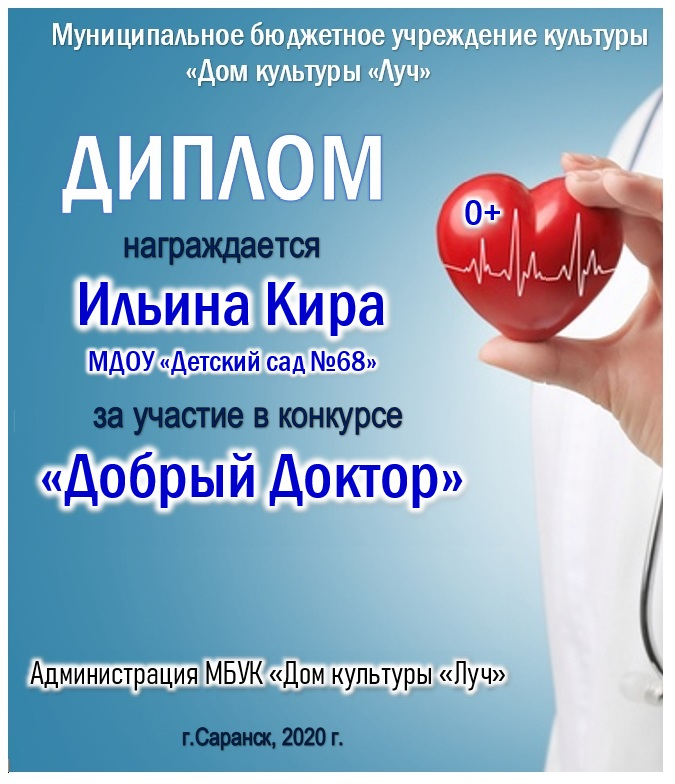 Муниципальное бюджетное учреждение культуры
«Дом культуры «Луч»
ДИПЛОМ
0+
награждается
Ильина Кира
МДОУ «Детский сад №68»
за участие в конкурсе
«Добрый Доктор»
Администрация МБУК «Дом культуры «Луч»
г.Саранск, 2020 г.